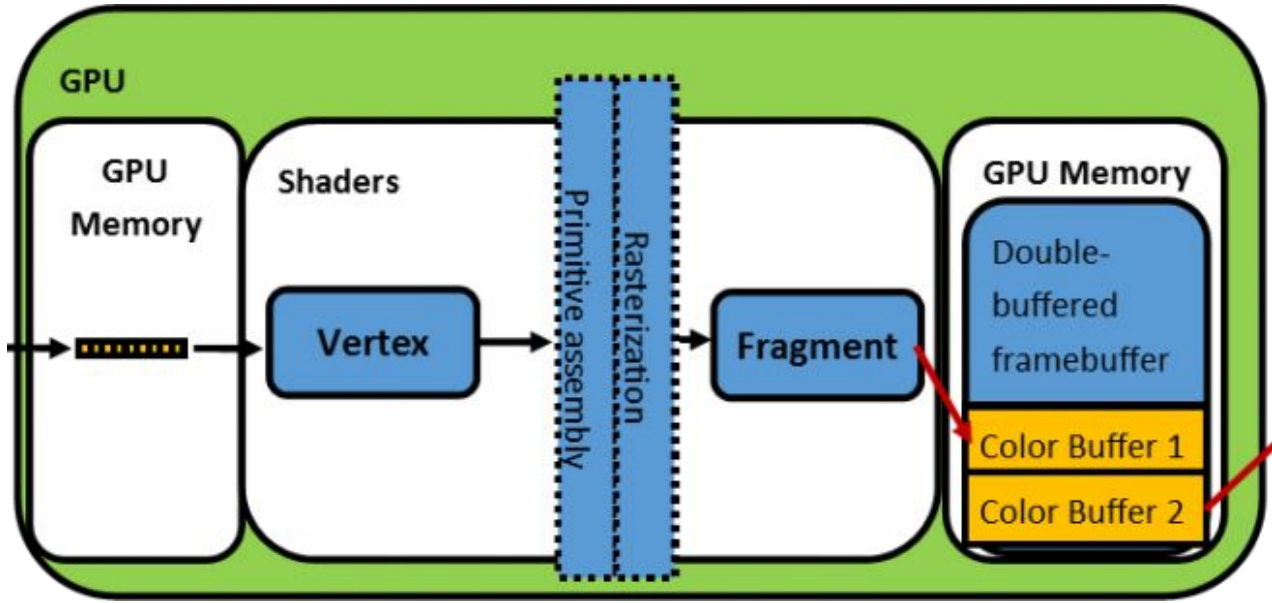 GPU
GPU
Memory
Shaders
Vertex
Primitive assembly
Rasterization
Fragment
GPU Memory
Double-
buffered
framebuffer
Color Buffer 1
Color Buffer 2